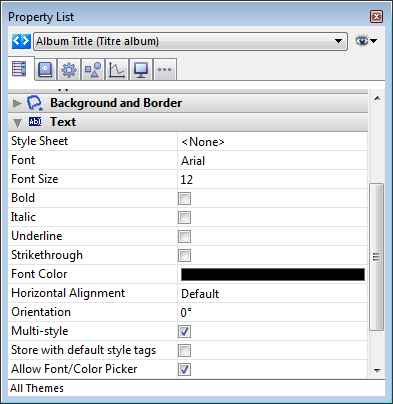 Property List
Album Title (Titre album)
Background and Border
Text
Style Sheet <None>
Font Arial
Font Size 12
Bold
Italic
Underline
Strikethrough
Font Color
Horizontal Alignment Default
Orientation 0°
Multi-style
Store with default style tags
Allow Font/Color Picker
All Themes